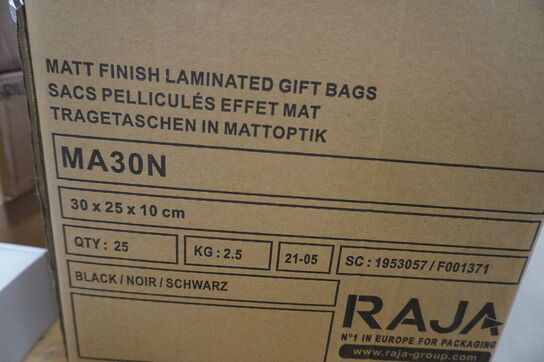 MATT FINISH LAMINATED GIFT BAGS
SACS PELLICULÉS EFFET MAT
TRAGETASCHEN IN MATTOPTIK
MA30N
30 x 25 x 10 cm
QTY : 25 KG : 2.5 21-05 SC : 1953057 / F001371
BLACK / NOIR / SCHWARZ
RAJA
N°1 IN EUROPE FOR PACKAGING
www.raja-group.com